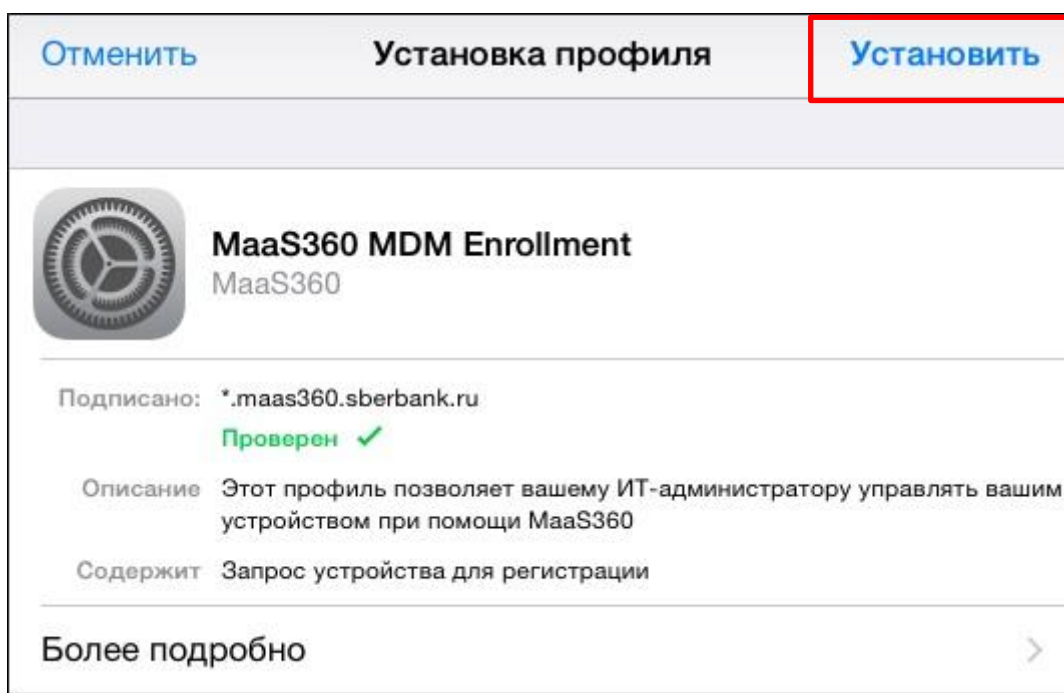 Отменить Установка профиля Установить
MaaS360 MDM Enrollment
MaaS360
Подписано: *.maas360.sberbank.ru
Проверен ✓
Описание Этот профиль позволяет вашему ИТ-администратору управлять вашим
устройством при помощи MaaS360
Содержит Запрос устройства для регистрации
Более подробно